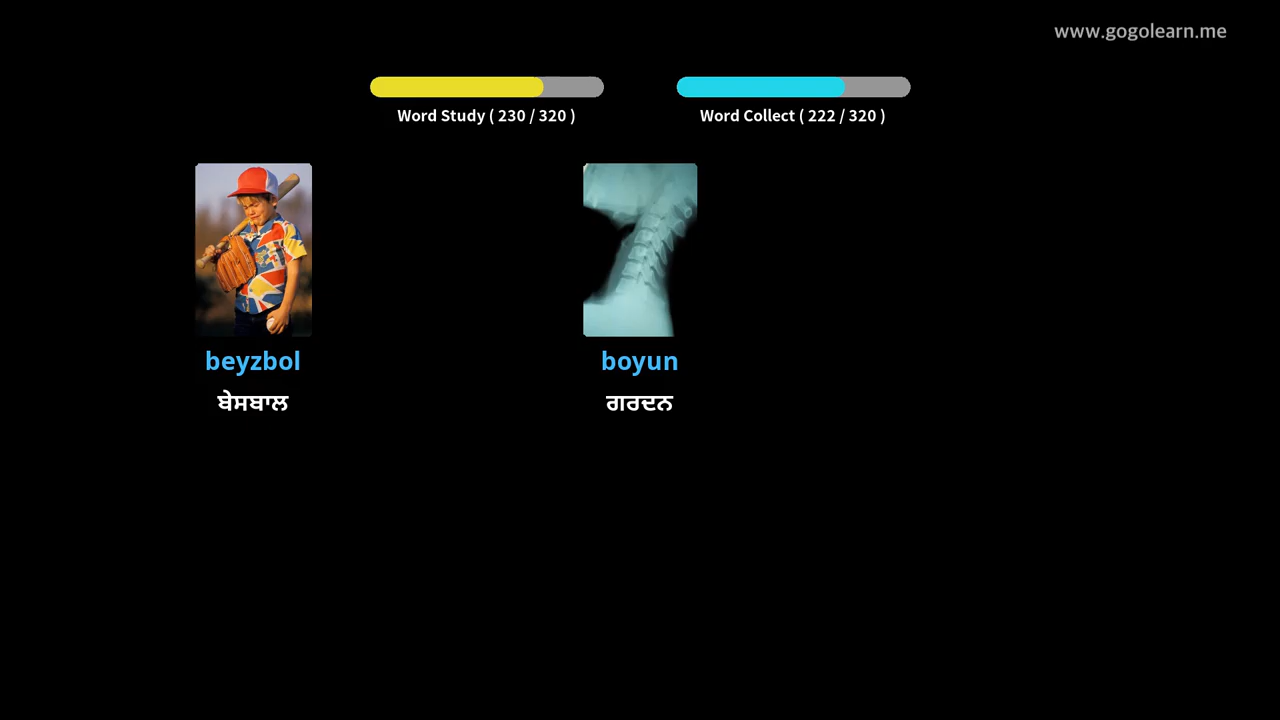 www.gogolearn.me
Word Study ( 230 / 320 )
Word Collect ( 222 / 320 )
beyzbol
boyun
ਬੇਸਬਾਲ
ਗਰਦਨ